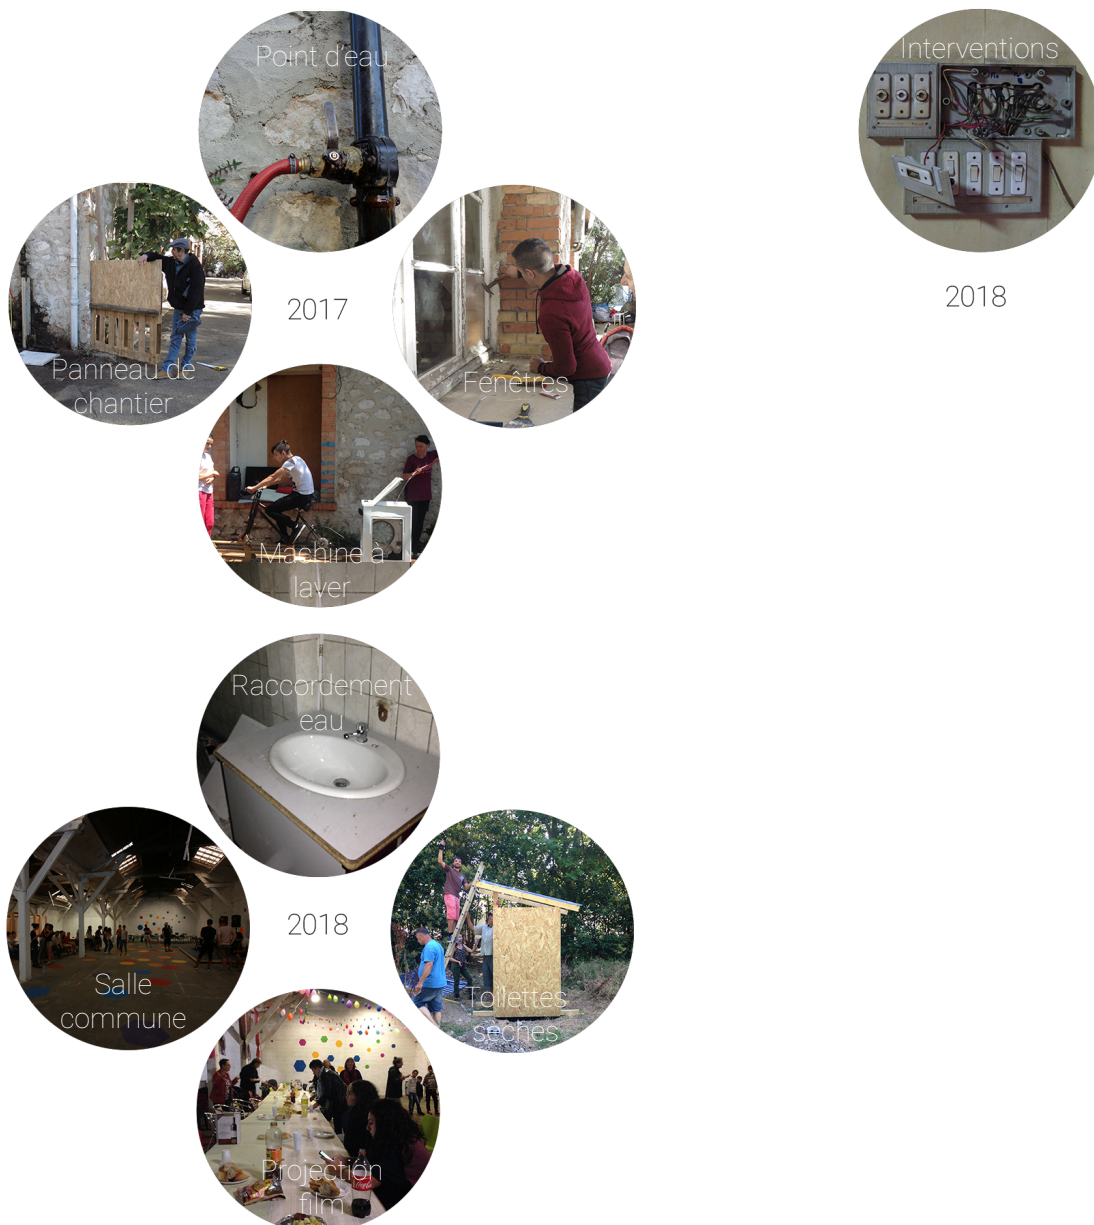 Point d'eau
Interventions
2017
2018
Panneau de
chantier
Fenêtres
Machine à
laver
Raccordement
eau
2018
Salle
commune
Toilettes
sèches
Projection
film